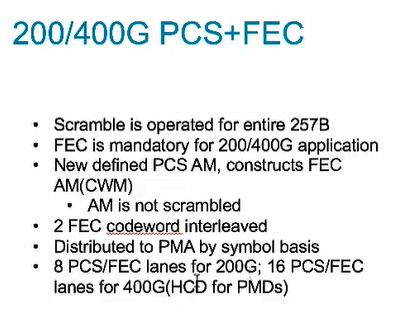 200/400G PCS+FEC
• Scramble is operated for entire 257B
• FEC is mandatory for 200/400G application
• New defined PCS AM, constructs FEC
AM(CWM)
• AM is not scrambled
• 2 FEC codeword interleaved
• Distributed to PMA by symbol basis
• 8 PCS/FEC lanes for 200G; 16 PCS/FEC
lanes for 400G(HCD for PMDs)